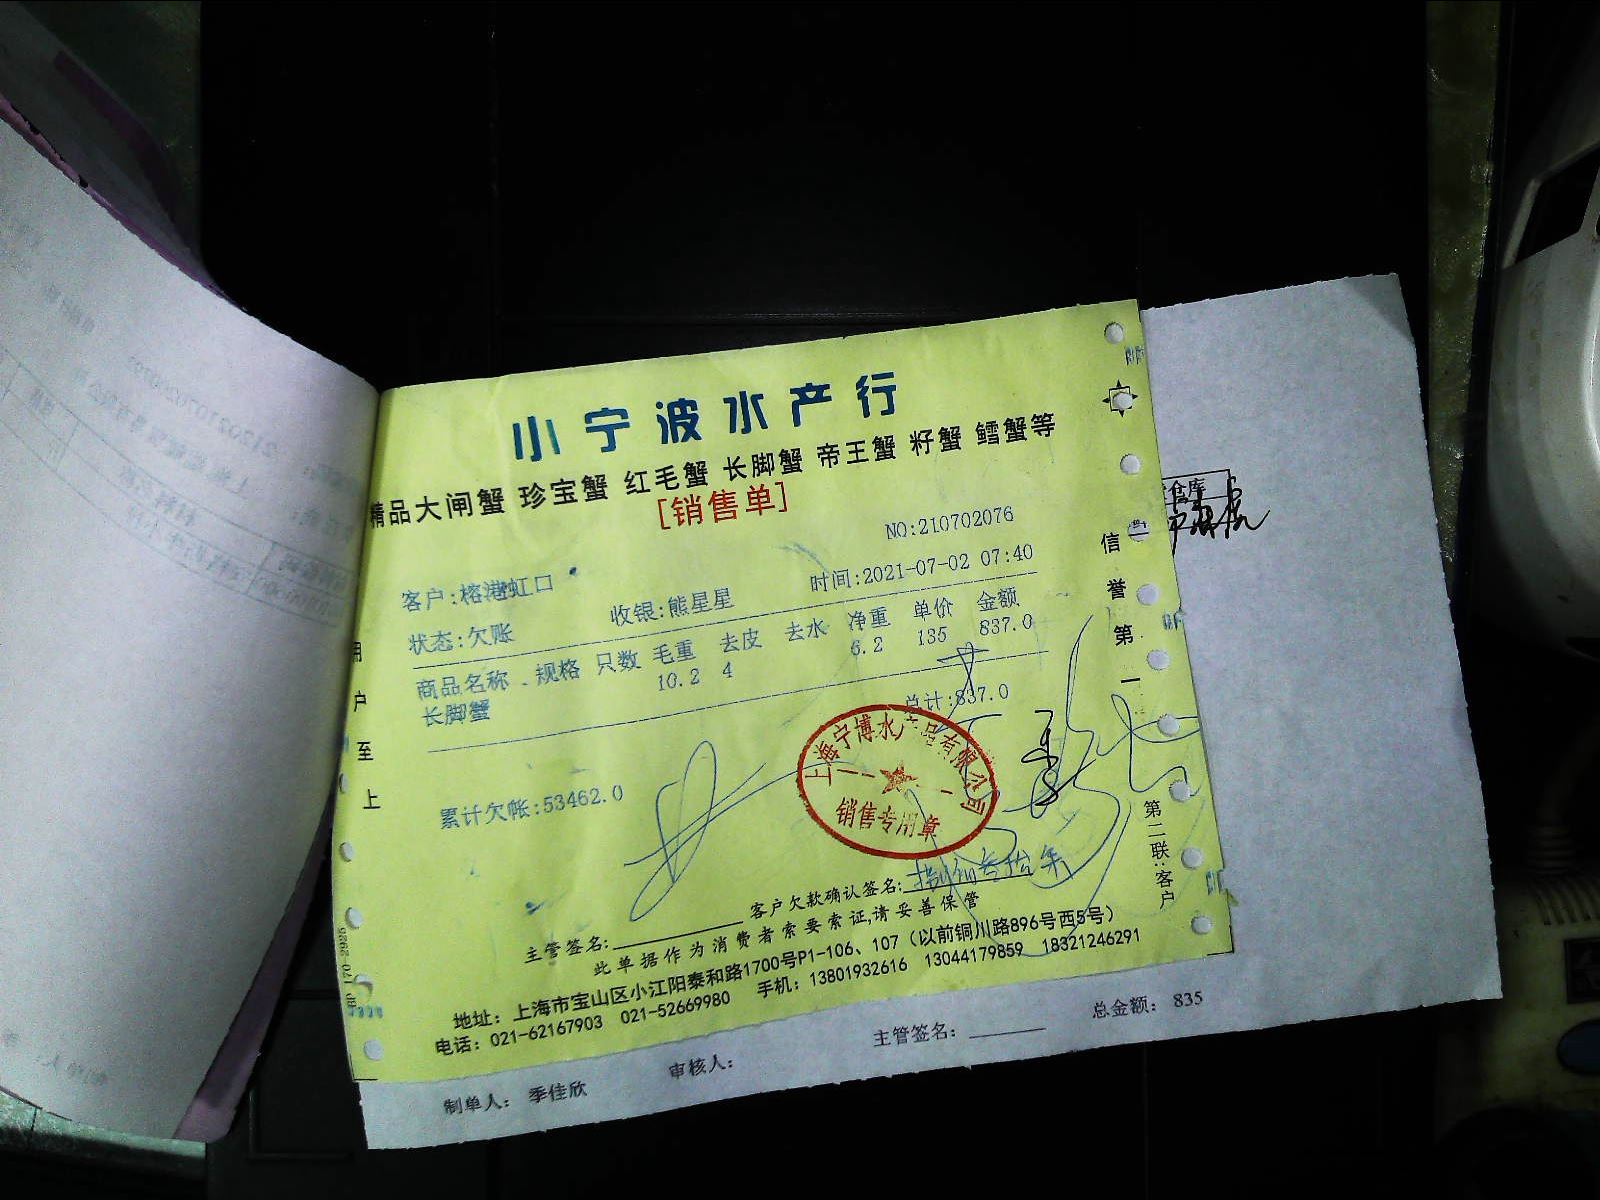 小宁波水产行
精品大闸蟹 珍宝蟹 红毛蟹 长脚蟹 帝王蟹 籽蟹 鳕蟹等
[销售单]
NO:210702076
客户:榕港虹口
收银:熊星星
时间:2021-07-02 07:40
状态:欠账
商品名称 规格 只数 毛重 去皮 去水 净重 单价 金额
长脚蟹 10.2 4 6.2 135 837.0
总计:837.0
累计欠帐:53462.0
上海宁博水产品有限公司
销售专用章
主管签名:
客户欠款确认签名:
此单据作为消费者索要索证,请妥善保管
地址：上海市宝山区小江阳泰和路1700号P1-106、107（以前铜川路896号西5号）
电话：021-62167903 021-52669980 手机：13801932616 13044179859 18321246291
用户至上
信誉第一
第二联:客户
仓库
制单人： 季佳欣
审核人：
主管签名：
总金额： 835